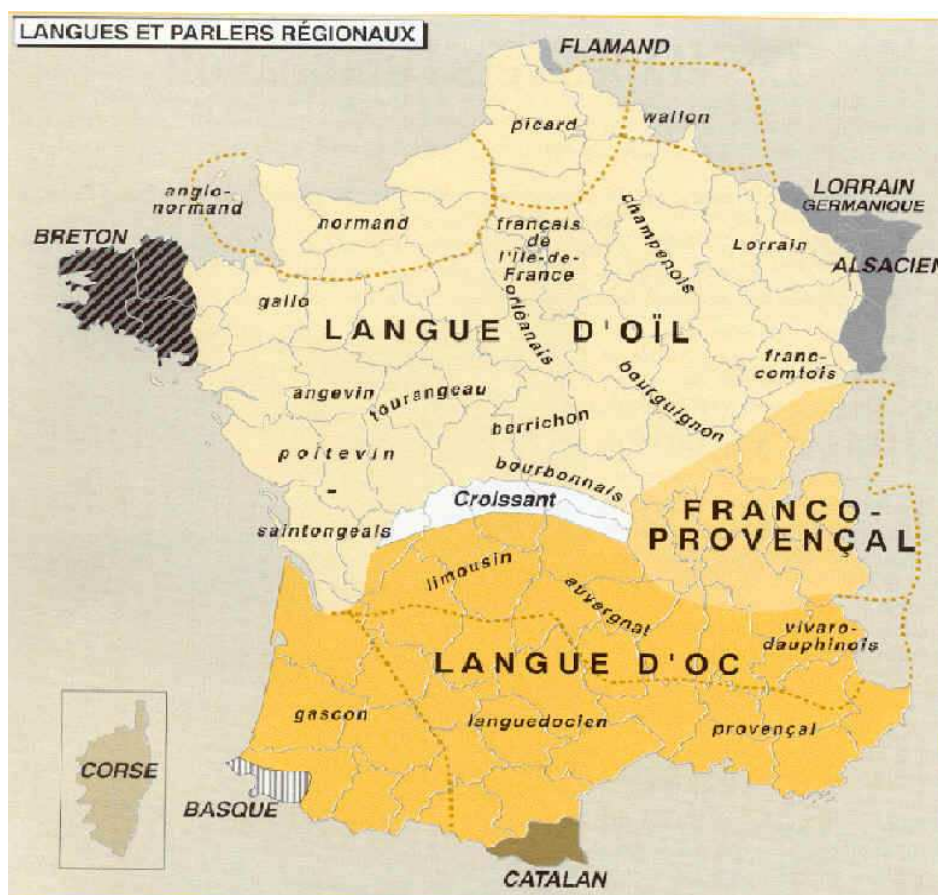 LANGUES ET PARLERS RÉGIONAUX
FLAMAND
picard
wallon
anglo-
normand
normand
BRETON
français
de
l'Île-de-
France
champenois
Lorrain
LORRAIN
GERMANIQUE
ALSACIEN
gallo
orléanais
LANGUE D'OÏL
franc-
comtois
angevin
tourangeau
berrichon
bourguignon
poitevin
-
saintongeais
bourbonnais
Croissant
FRANCO-
PROVENÇAL
limousin
auvergnat
vivaro-
dauphinois
LANGUE D'OC
gascon
languedocien
provençal
CORSE
BASQUE
CATALAN